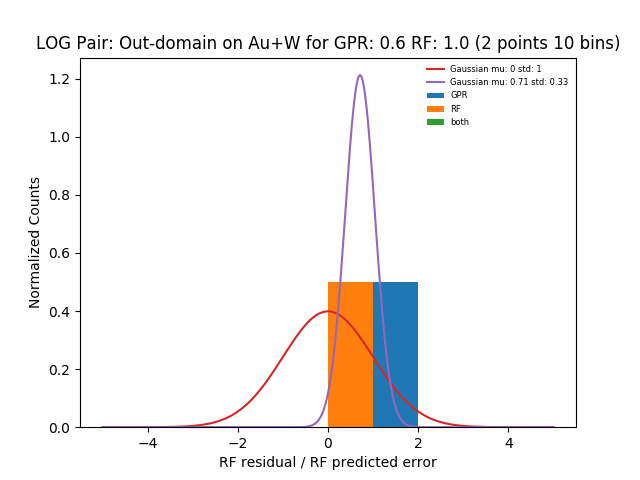 LOG Pair: Out-domain on Au+W for GPR: 0.6 RF: 1.0 (2 points 10 bins)
Gaussian mu: 0 std: 1
Gaussian mu: 0.71 std: 0.33
GPR
RF
both
Normalized Counts
1.2
1.0
0.8
0.6
0.4
0.2
0.0
−4
−2
0
2
4
RF residual / RF predicted error